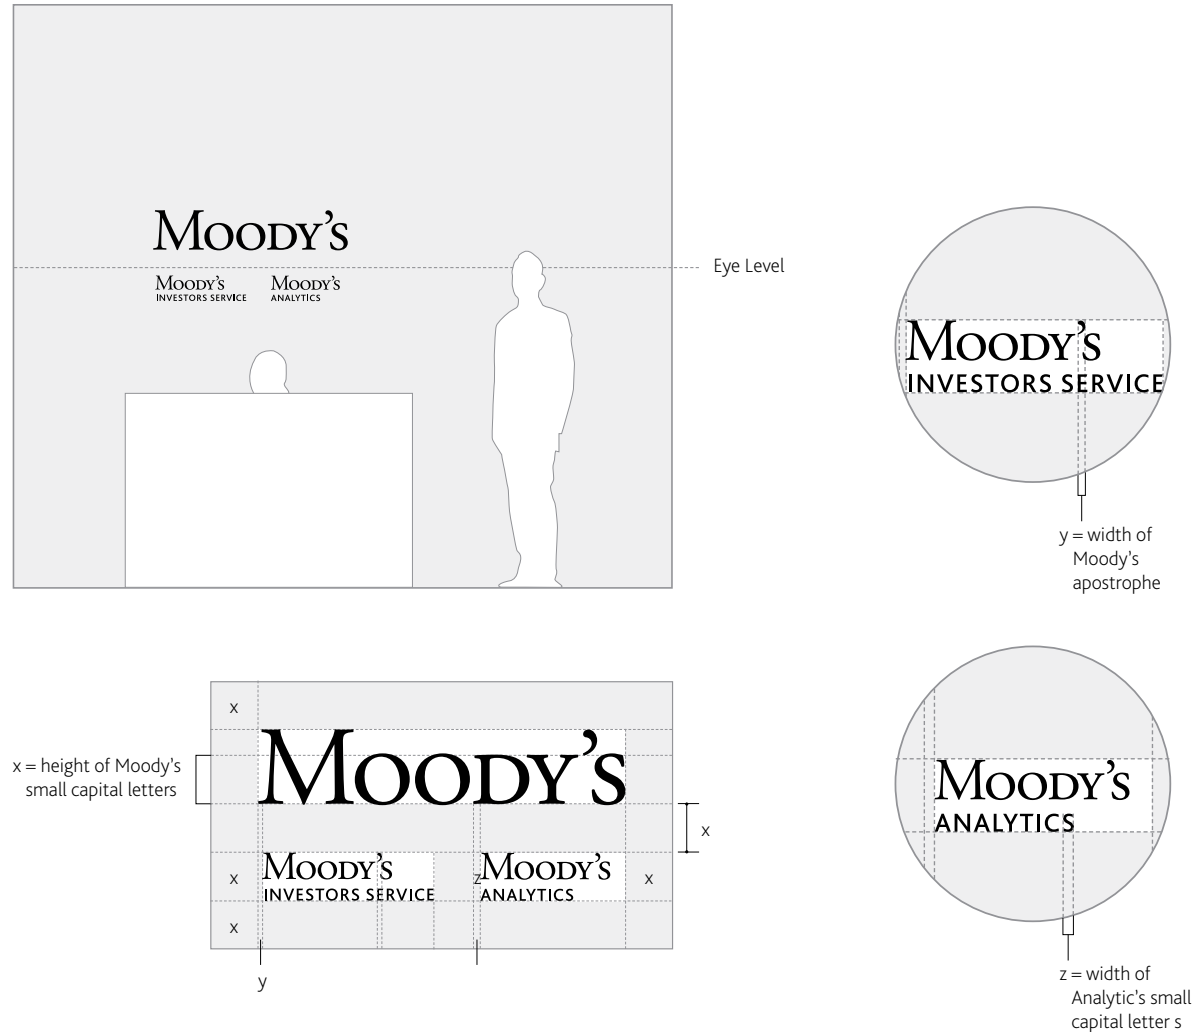 Moody’s
Eye Level
Moody’s
INVESTORS SERVICE
Moody’s
ANALYTICS
Moody’s
INVESTORS SERVICE
y = width of
Moody's
apostrophe
x
Moody’s
x = height of Moody's
small capital letters
x
x
Moody’s
INVESTORS SERVICE
z
Moody’s
ANALYTICS
x
x
y
Moody’s
ANALYTICS
z = width of
Analytic's small
capital letter s